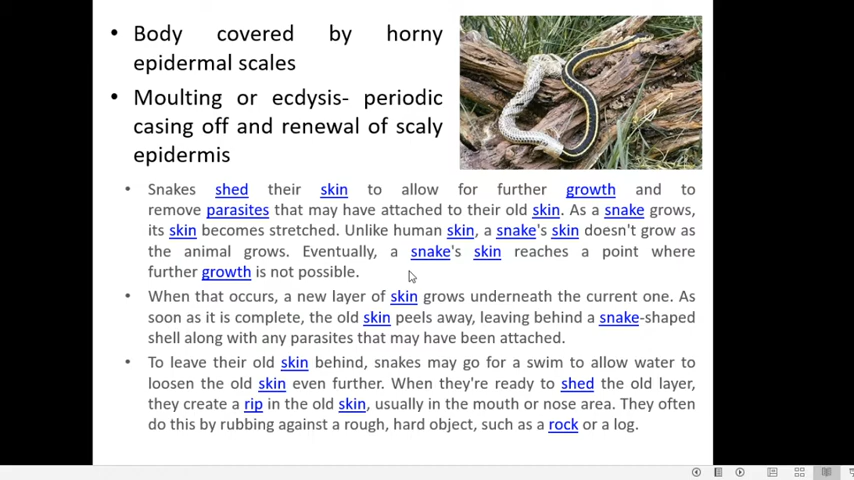 • Body covered by horny
epidermal scales
• Moulting or ecdysis- periodic
casing off and renewal of scaly
epidermis
• Snakes shed their skin to allow for further growth and to
remove parasites that may have attached to their old skin. As a snake grows,
its skin becomes stretched. Unlike human skin, a snake's skin doesn't grow as
the animal grows. Eventually, a snake's skin reaches a point where
further growth is not possible.
• When that occurs, a new layer of skin grows underneath the current one. As
soon as it is complete, the old skin peels away, leaving behind a snake-shaped
shell along with any parasites that may have been attached.
• To leave their old skin behind, snakes may go for a swim to allow water to
loosen the old skin even further. When they're ready to shed the old layer,
they create a rip in the old skin, usually in the mouth or nose area. They often
do this by rubbing against a rough, hard object, such as a rock or a log.